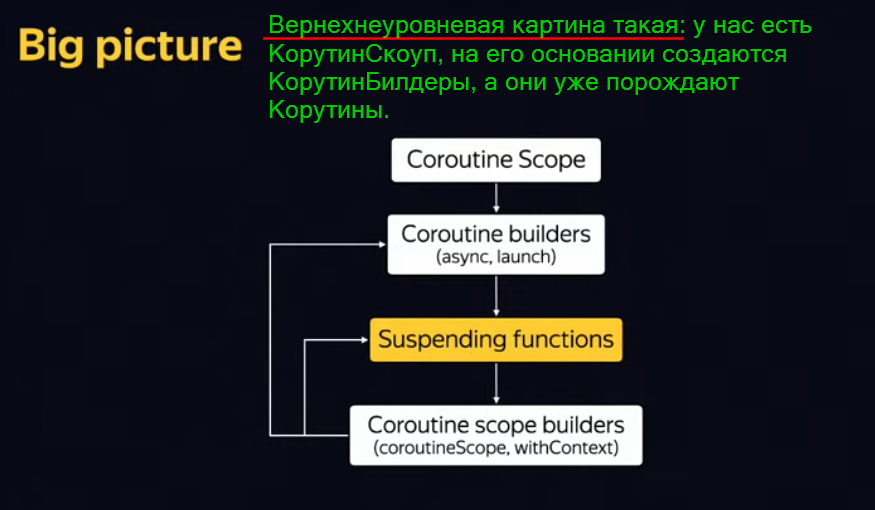 Big picture
Вернехнеуровневая картина такая: у нас есть
КорутинСкоуп, на его основании создаются
КорутинБилдеры, а они уже порождают
Корутины.
Coroutine Scope
Coroutine builders
(async, launch)
Suspending functions
Coroutine scope builders
(coroutineScope, withContext)